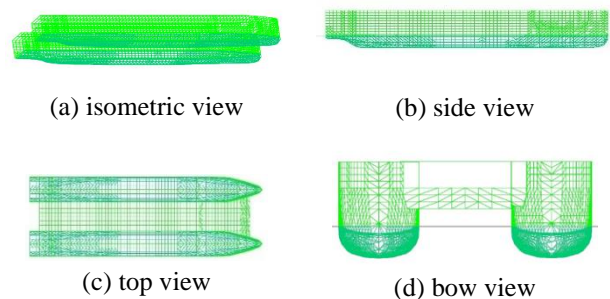 (a) isometric view
(b) side view
(c) top view
(d) bow view